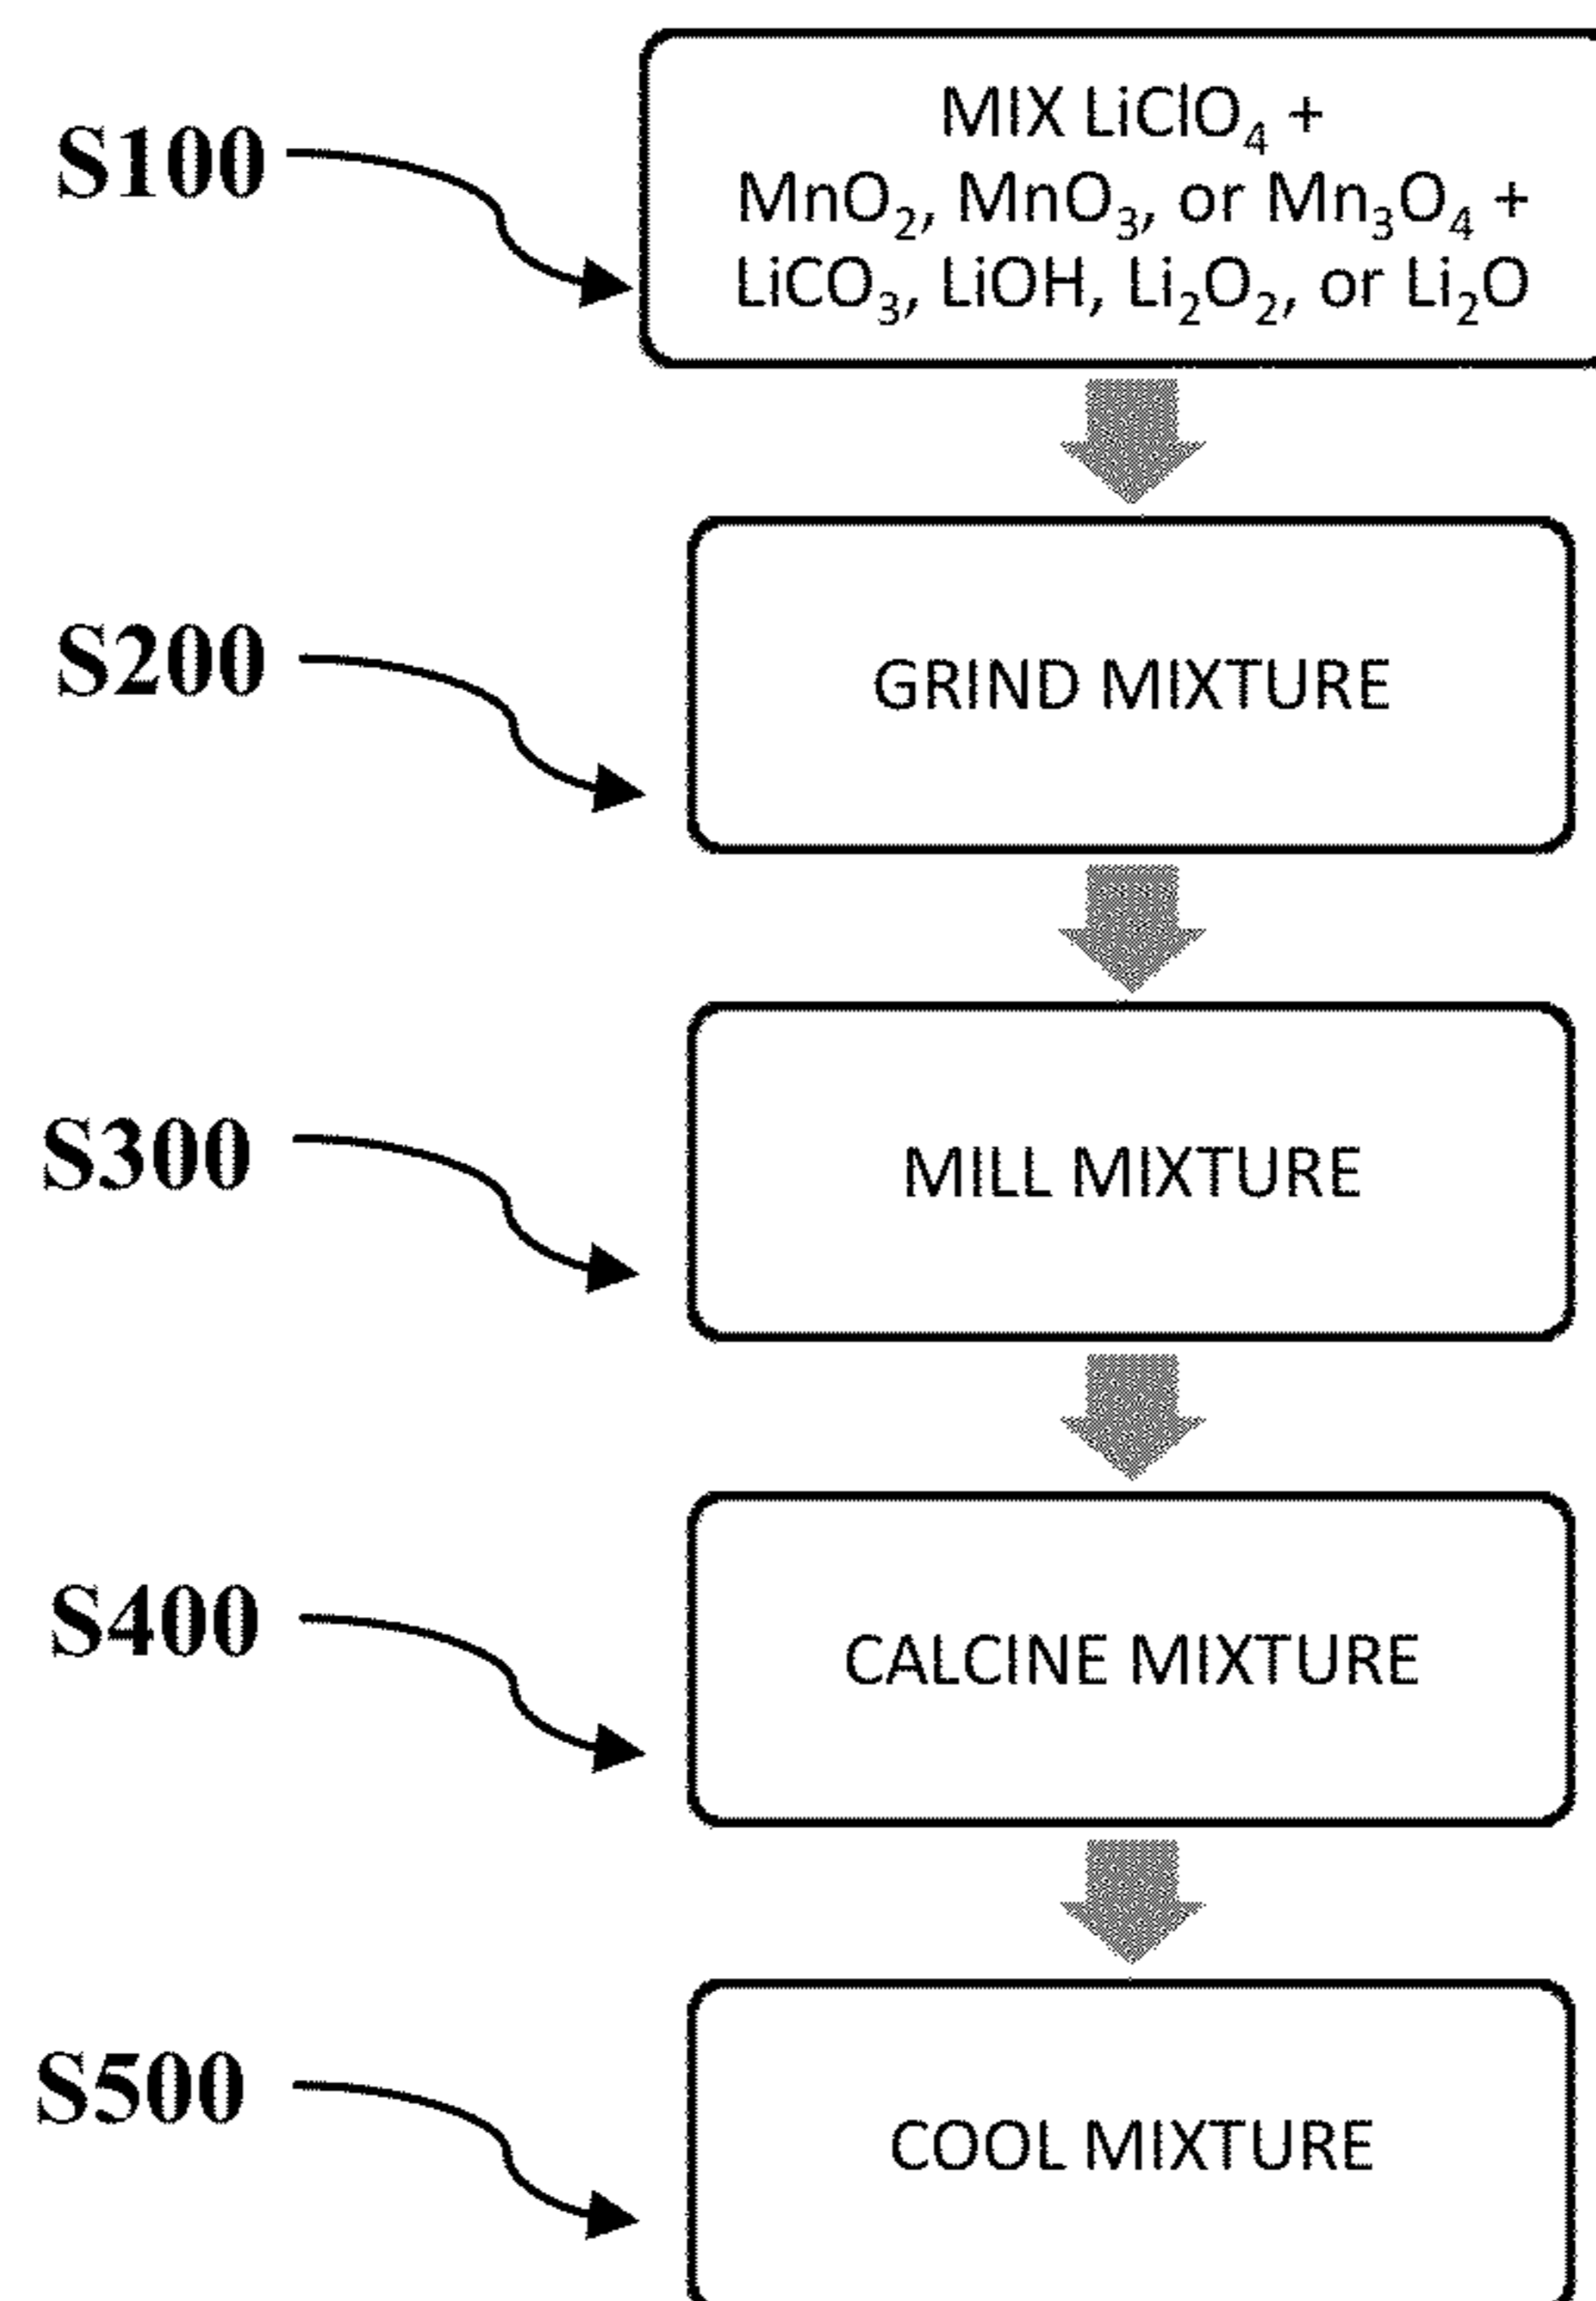 S100
MIX LiClO₄ +
MnO₂, MnO₃, or Mn₃O₄ +
LiCO₃, LiOH, Li₂O₂, or Li₂O
S200
GRIND MIXTURE
S300
MILL MIXTURE
S400
CALCINE MIXTURE
S500
COOL MIXTURE